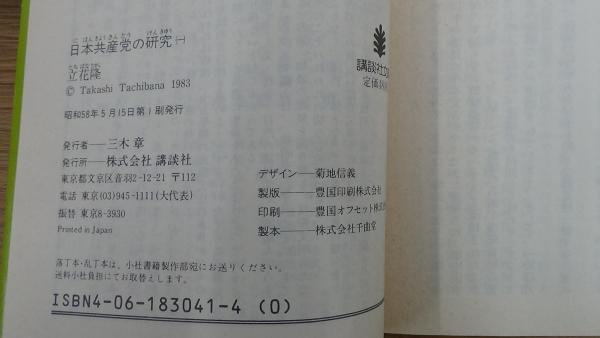 日本共産党の研究(一)
立花隆
© Takashi Tachibana 1983
昭和58年5月15日第1刷発行
発行者――三木 章
発行所――株式会社 講談社
東京都文京区音羽2-12-21 〒112
電話 東京(03)945-1111(大代表)
振替 東京8-3930
Printed in Japan
講談社文
定価
デザイン――菊地信義
製版――豊国印刷株式会社
印刷――豊国オフセット株式
製本――株式会社千曲堂
落丁本・乱丁本は、小社書籍製作部宛にお送りください。
送料小社負担にてお取替えします。
ISBN4-06-183041-4 (0)